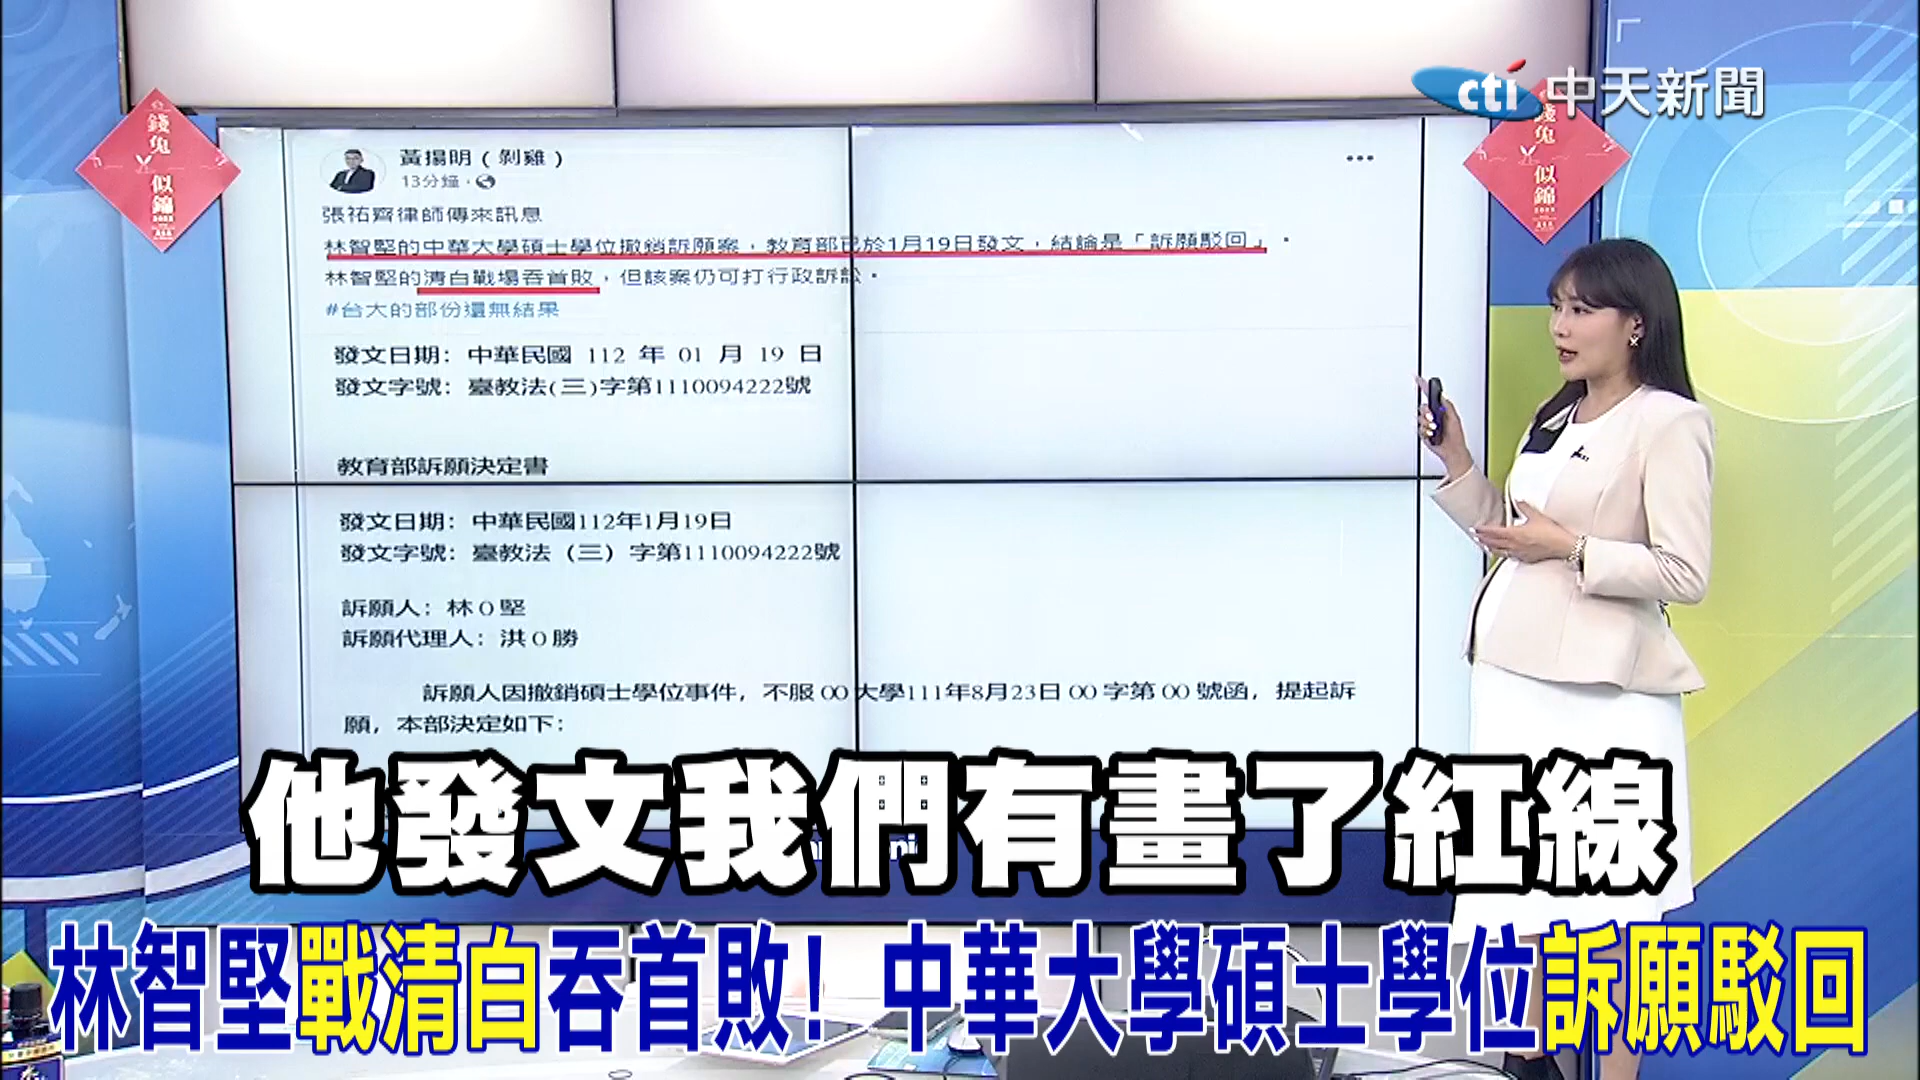 cti 中天新聞
錢兔
似錦
錢兔
似錦
黃揚明（剝雞）
13分鐘·
張祐齊律師傳來訊息
林智堅的中華大學碩士學位撤銷訴願案，教育部已於1月19日發文，結論是「訴願駁回」。
林智堅的清白戰場吞首敗，但該案仍可打行政訴訟。
#台大的部份還無結果
發文日期：中華民國 112 年 01 月 19 日
發文字號：臺教法(三)字第1110094222號
教育部訴願決定書
發文日期：中華民國112年1月19日
發文字號：臺教法（三）字第1110094222號
訴願人：林O堅
訴願代理人：洪O勝
訴願人因撤銷碩士學位事件，不服OO大學111年8月23日OO字第OO號函，提起訴
願，本部決定如下：
他發文我們有畫了紅線
林智堅戰清白吞首敗！中華大學碩士學位訴願駁回